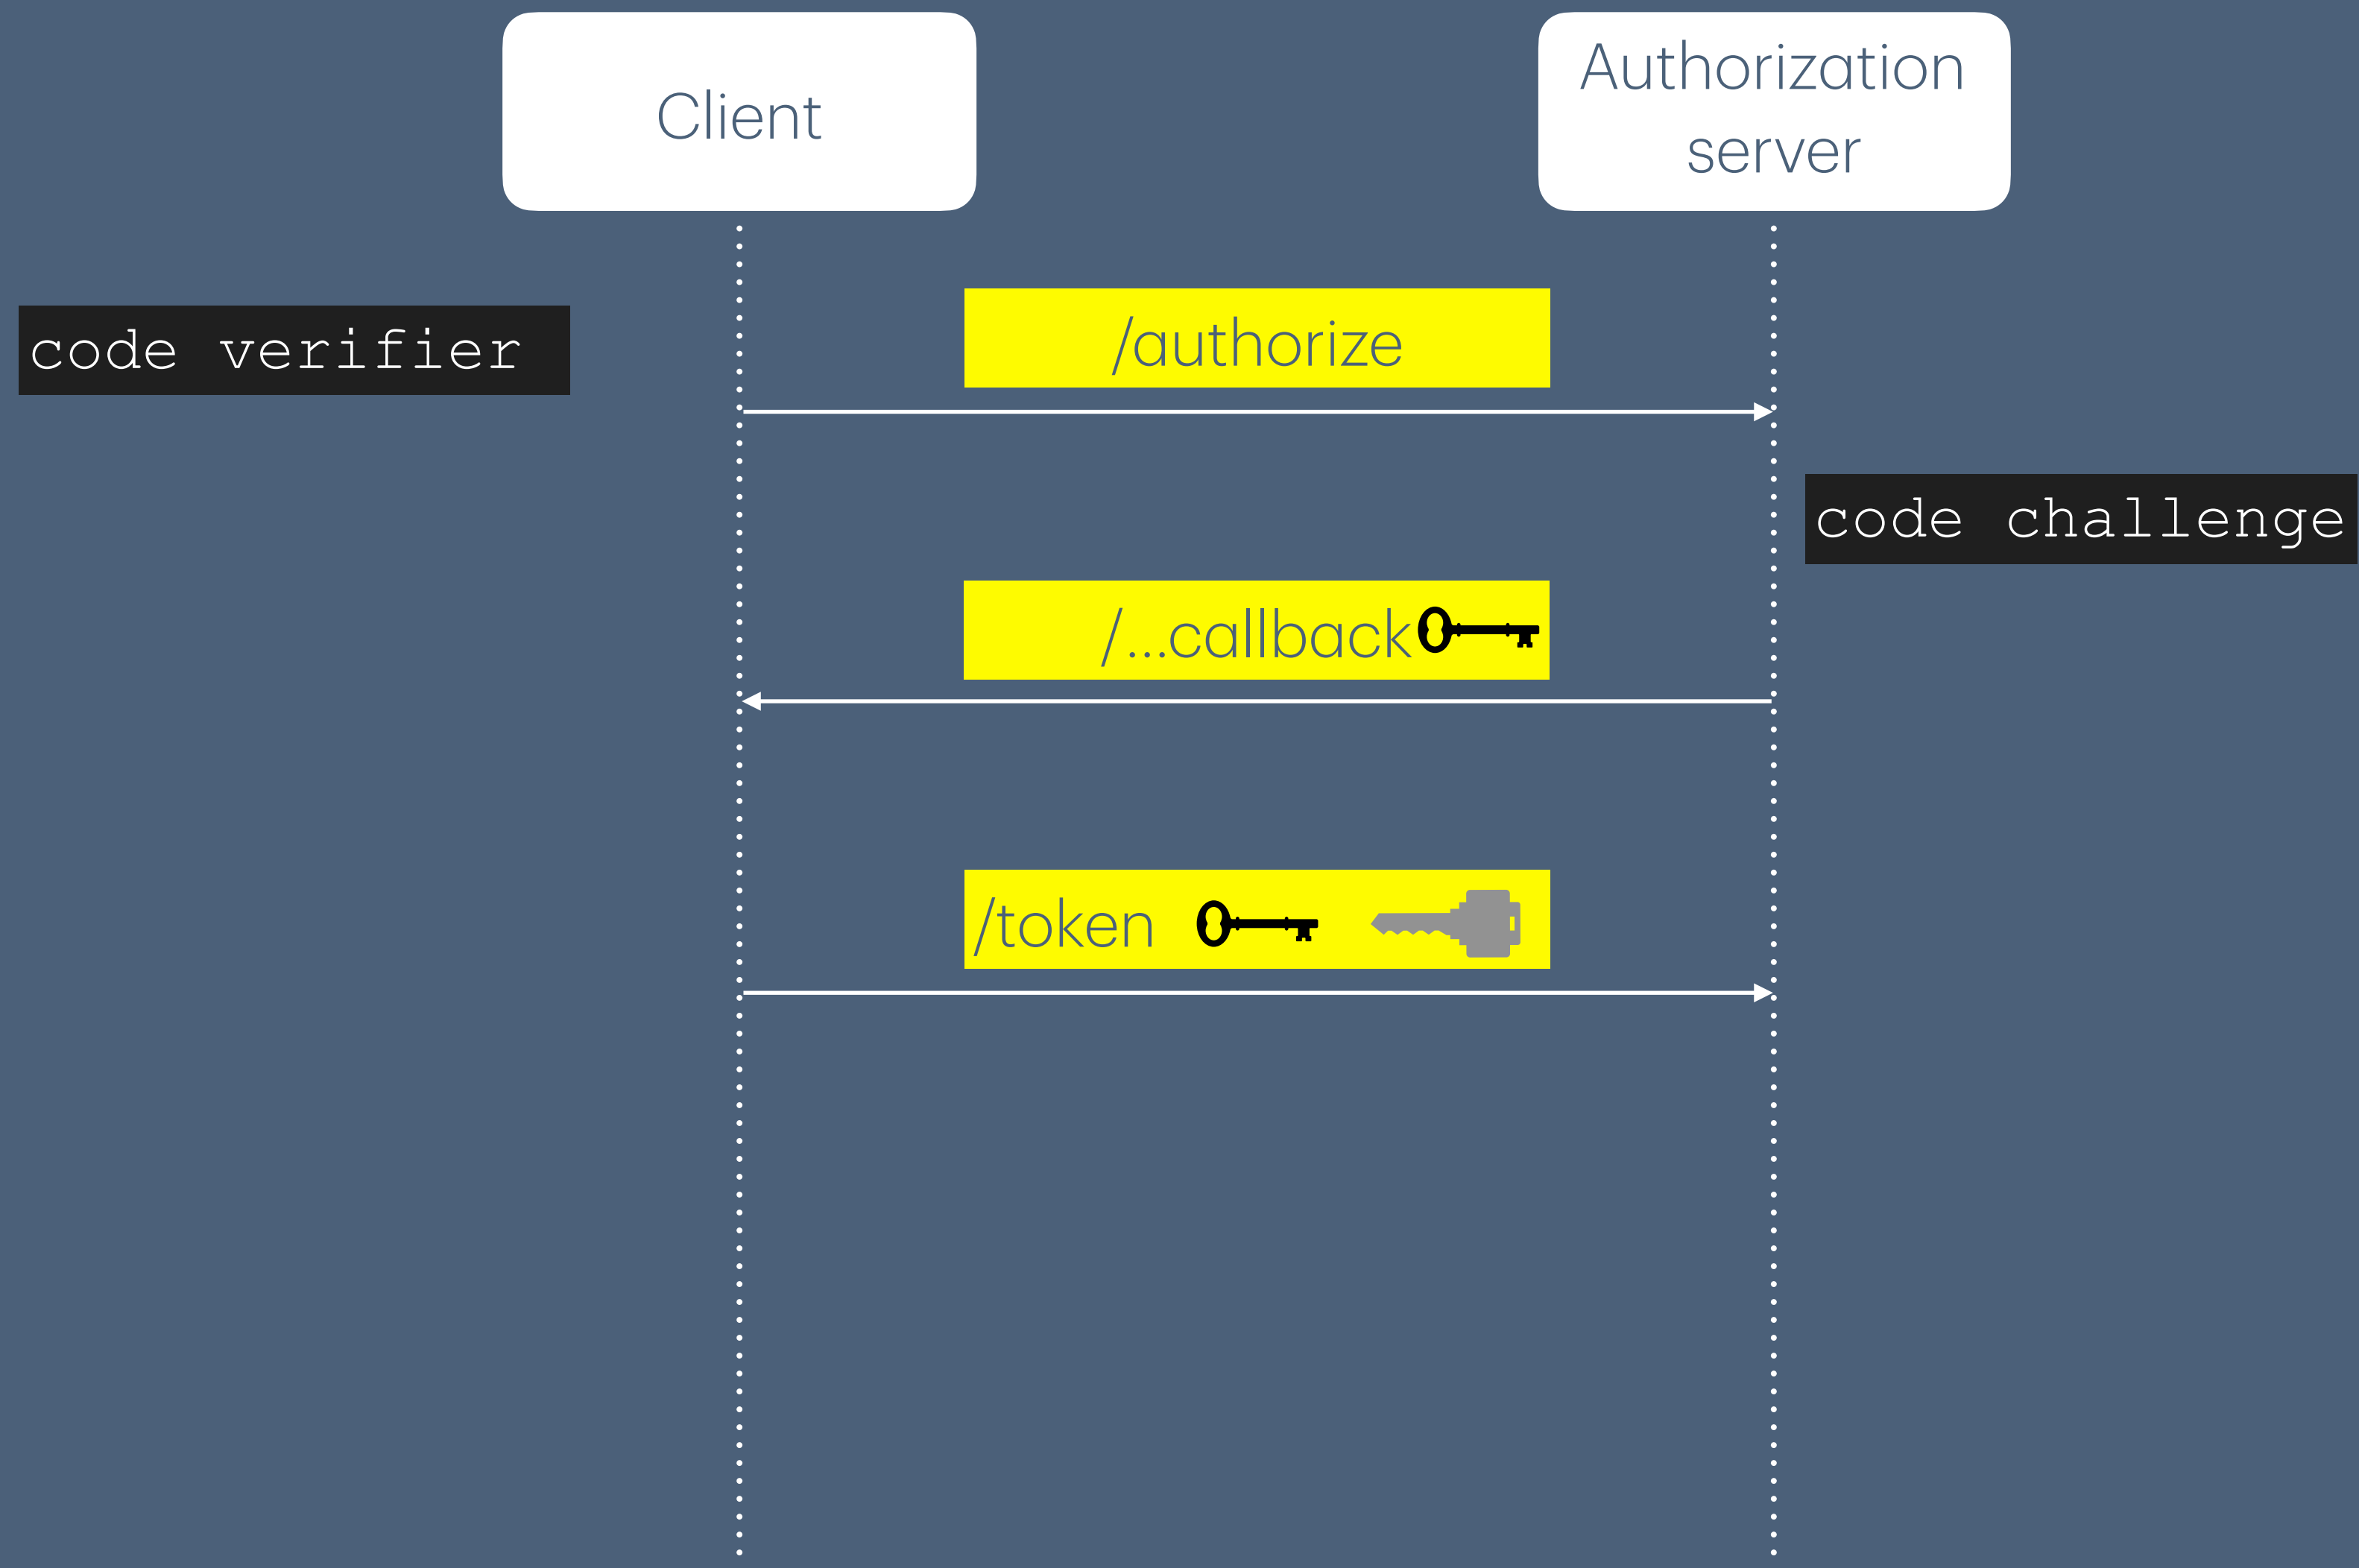 Client
Authorization
server
code verifier
/authorize
code challenge
/...callback
/token